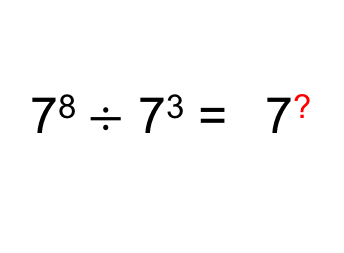 7⁸ ÷ 7³ = 7^?